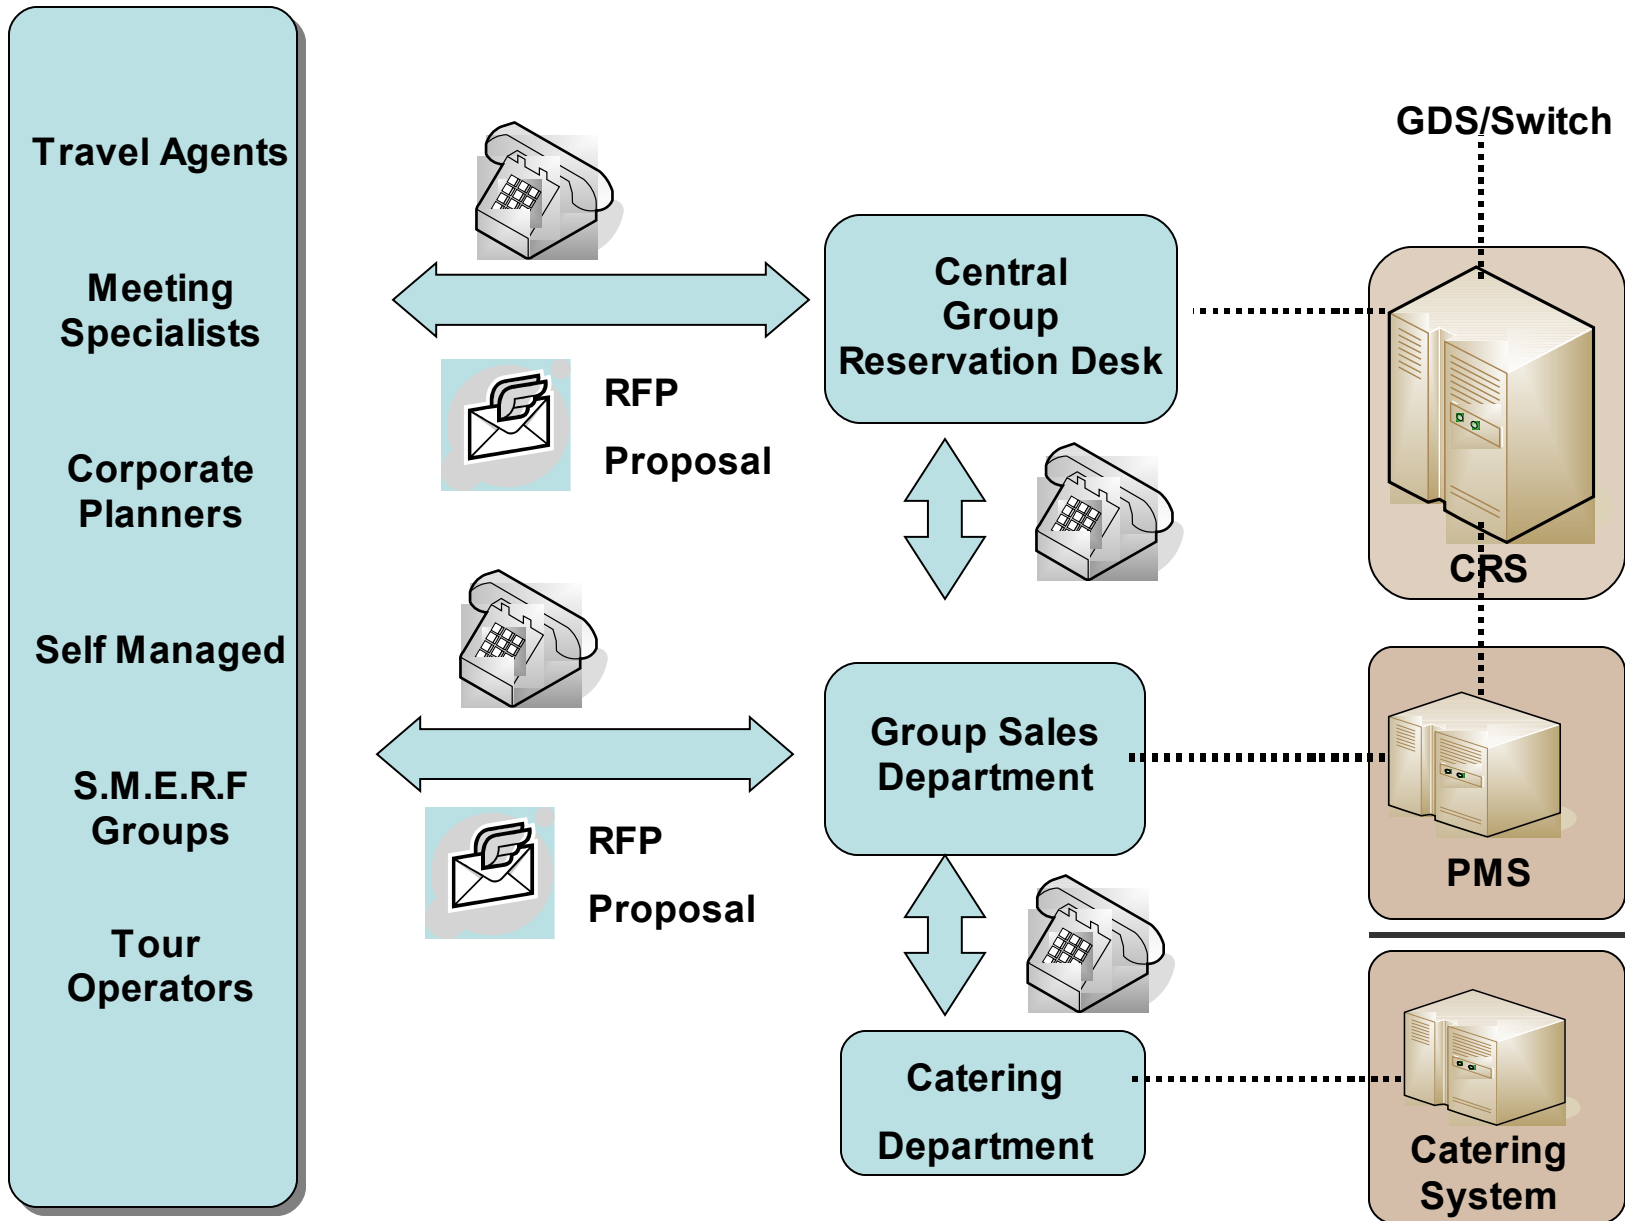 Travel Agents
Meeting
Specialists
Corporate
Planners
Self Managed
S.M.E.R.F
Groups
Tour
Operators
RFP
Proposal
RFP
Proposal
Central
Group
Reservation Desk
Group Sales
Department
Catering
Department
GDS/Switch
CRS
PMS
Catering
System